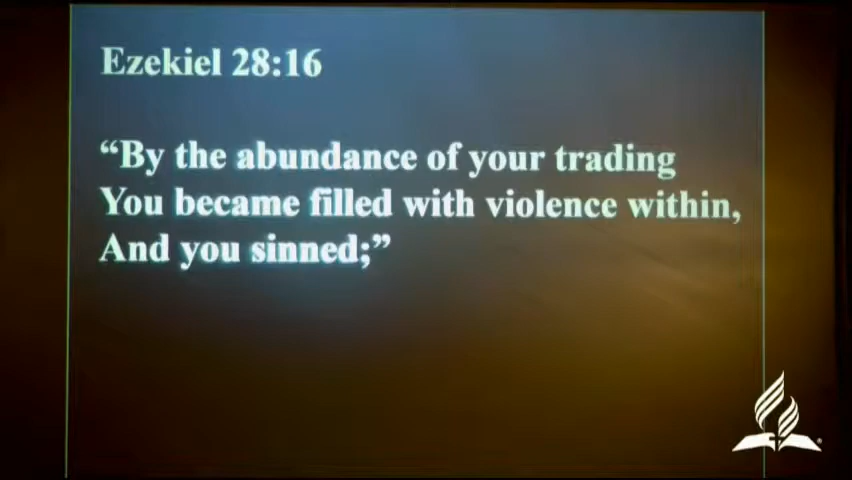 Ezekiel 28:16
“By the abundance of your trading
You became filled with violence within,
And you sinned;”